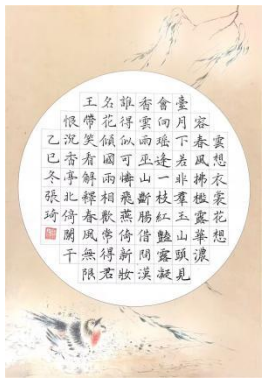 雲想衣裳花想
容春風拂檻露華濃
臺月下若非羣玉山頭見
會向瑤逢一枝紅艷露凝
香雲雨巫山斷腸借問漢
誰得似可憐飛燕倚新妝
名花傾國兩相歡常得君
王帶笑看解釋春風無限
恨沉香亭北倚闌干
乙巳冬張琦